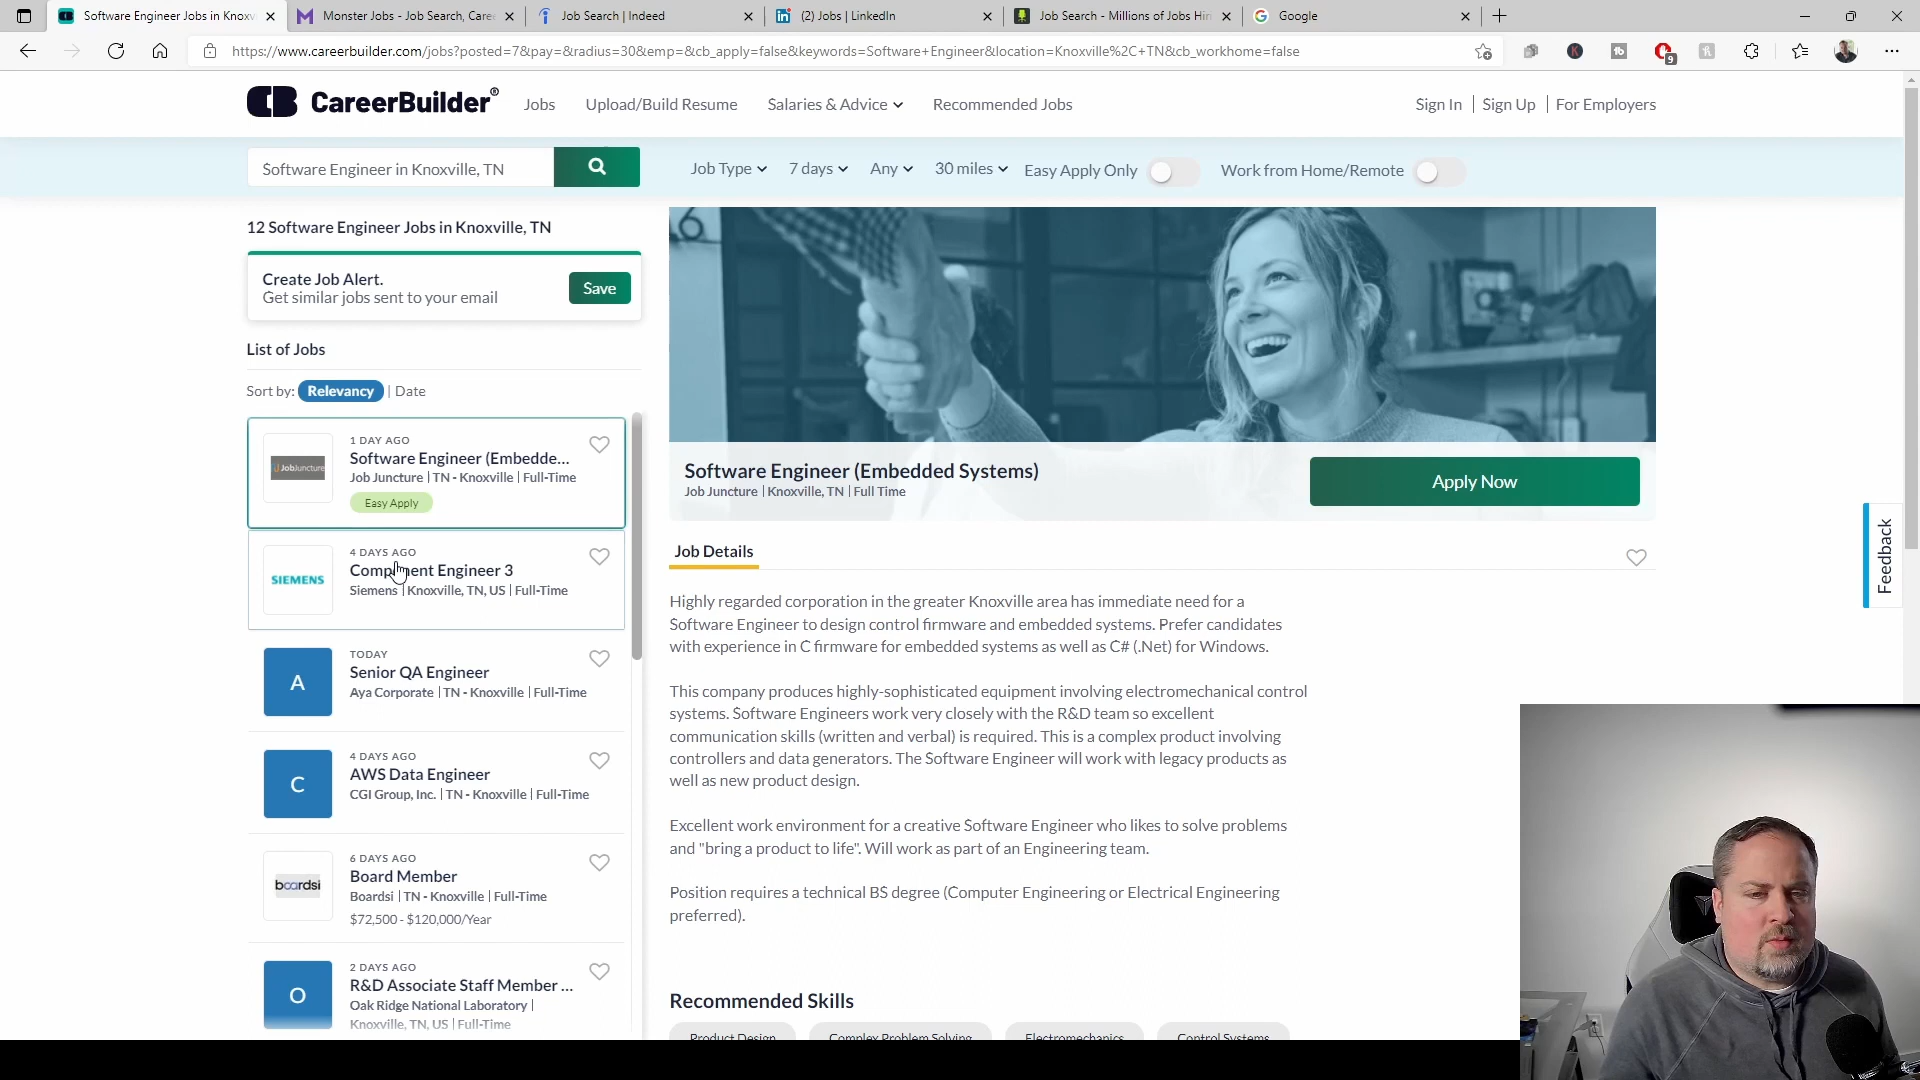 Software Engineer Jobs in Knoxvi
Monster Jobs - Job Search, Care
Job Search | Indeed
(2) Jobs | LinkedIn
Job Search - Millions of Jobs Hiri
Google
https://www.careerbuilder.com/jobs?posted=7&pay=&radius=30&emp=&cb_apply=false&keywords=Software+Engineer&location=Knoxville%2C+TN&cb_workhome=false
9
CareerBuilder®
Jobs
Upload/Build Resume
Salaries & Advice
Recommended Jobs
Sign In
Sign Up
For Employers
Software Engineer in Knoxville, TN
Job Type
7 days
Any
30 miles
Easy Apply Only
Work from Home/Remote
12 Software Engineer Jobs in Knoxville, TN
Create Job Alert.
Get similar jobs sent to your email
Save
List of Jobs
Sort by: Relevancy | Date
JobJuncture
1 DAY AGO
Software Engineer (Embedde...
Job Juncture | TN - Knoxville | Full-Time
Easy Apply
SIEMENS
4 DAYS AGO
Component Engineer 3
Siemens | Knoxville, TN, US | Full-Time
A
TODAY
Senior QA Engineer
Aya Corporate | TN - Knoxville | Full-Time
C
4 DAYS AGO
AWS Data Engineer
CGI Group, Inc. | TN - Knoxville | Full-Time
boardsi
6 DAYS AGO
Board Member
Boardsi | TN - Knoxville | Full-Time
$72,500 - $120,000/Year
O
2 DAYS AGO
R&D Associate Staff Member ...
Oak Ridge National Laboratory |
Knoxville, TN, US | Full-Time
Software Engineer (Embedded Systems)
Job Juncture | Knoxville, TN | Full Time
Apply Now
Job Details
Highly regarded corporation in the greater Knoxville area has immediate need for a
Software Engineer to design control firmware and embedded systems. Prefer candidates
with experience in C firmware for embedded systems as well as C# (.Net) for Windows.
This company produces highly-sophisticated equipment involving electromechanical control
systems. Software Engineers work very closely with the R&D team so excellent
communication skills (written and verbal) is required. This is a complex product involving
controllers and data generators. The Software Engineer will work with legacy products as
well as new product design.
Excellent work environment for a creative Software Engineer who likes to solve problems
and "bring a product to life". Will work as part of an Engineering team.
Position requires a technical BS degree (Computer Engineering or Electrical Engineering
preferred).
Recommended Skills
Product Design
Complex Problem Solving
Electromechanics
Control Systems
Feedback